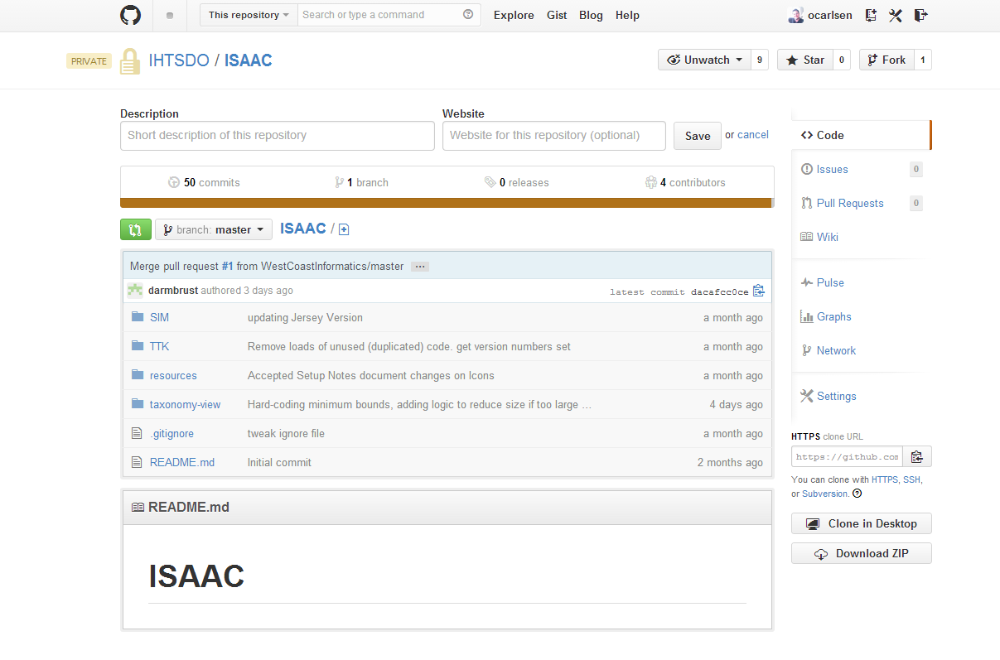 This repository Search or type a command Explore Gist Blog Help ocarlsen
PRIVATE IHTSDO / ISAAC Unwatch 9 Star 0 Fork 1
Description Website
Short description of this repository Website for this repository (optional) Save or cancel
50 commits 1 branch 0 releases 4 contributors
branch: master ISAAC /
Merge pull request #1 from WestCoastInformatics/master ...
darmbrust authored 3 days ago latest commit dacafcc0ce
SIM updating Jersey Version a month ago
TTK Remove loads of unused (duplicated) code. get version numbers set a month ago
resources Accepted Setup Notes document changes on Icons a month ago
taxonomy-view Hard-coding minimum bounds, adding logic to reduce size if too large … 4 days ago
.gitignore tweak ignore file a month ago
README.md Initial commit 2 months ago
README.md
ISAAC
Code
Issues 0
Pull Requests 0
Wiki
Pulse
Graphs
Network
Settings
HTTPS clone URL
https://github.com
You can clone with HTTPS, SSH,
or Subversion.
Clone in Desktop
Download ZIP